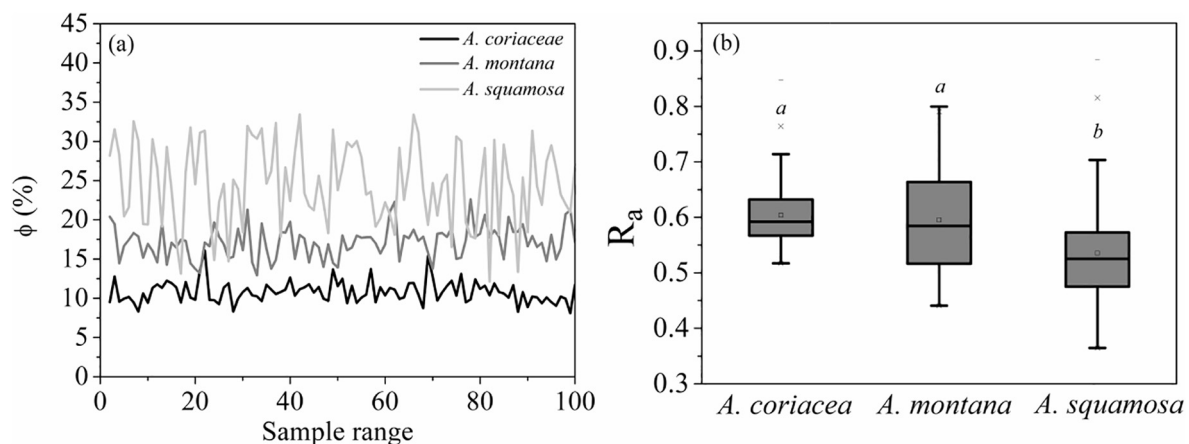 (a)
A. coriaceae
A. montana
A. squamosa
ϕ (%)
45
40
35
30
25
20
15
10
5
0
0 20 40 60 80 100
Sample range
(b)
Rₐ
0.9
0.8
0.7
0.6
0.5
0.4
0.3
a
a
b
A. coriacea A. montana A. squamosa